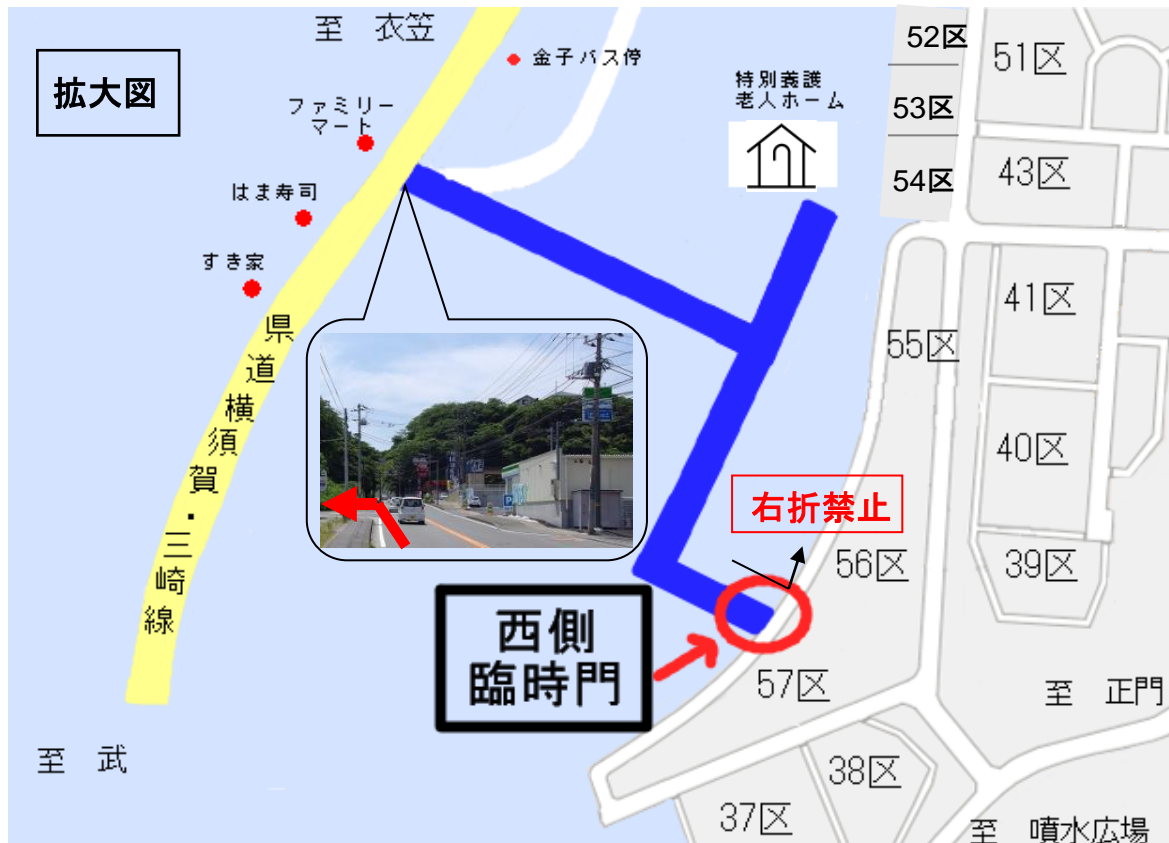 至 衣笠
拡大図
金子バス停
ファミリー
マート
特別義護
老人ホーム
はま寿司
すき家
県道横須賀・三崎線
52区
53区
54区
51区
43区
41区
55区
40区
右折禁止
56区
39区
西側
臨時門
57区
至 正門
至 武
38区
37区
至 噴水広場
P